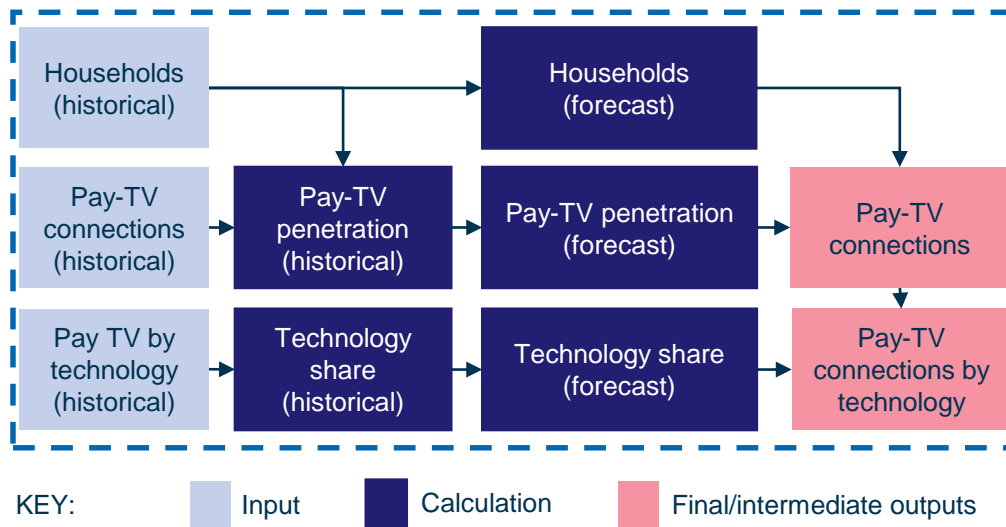 Households
(historical)
Households
(forecast)
Pay-TV
connections
(historical)
Pay-TV
penetration
(historical)
Pay-TV penetration
(forecast)
Pay-TV
connections
Pay TV by
technology
(historical)
Technology
share
(historical)
Technology share
(forecast)
Pay-TV
connections by
technology
KEY:
Input
Calculation
Final/intermediate outputs